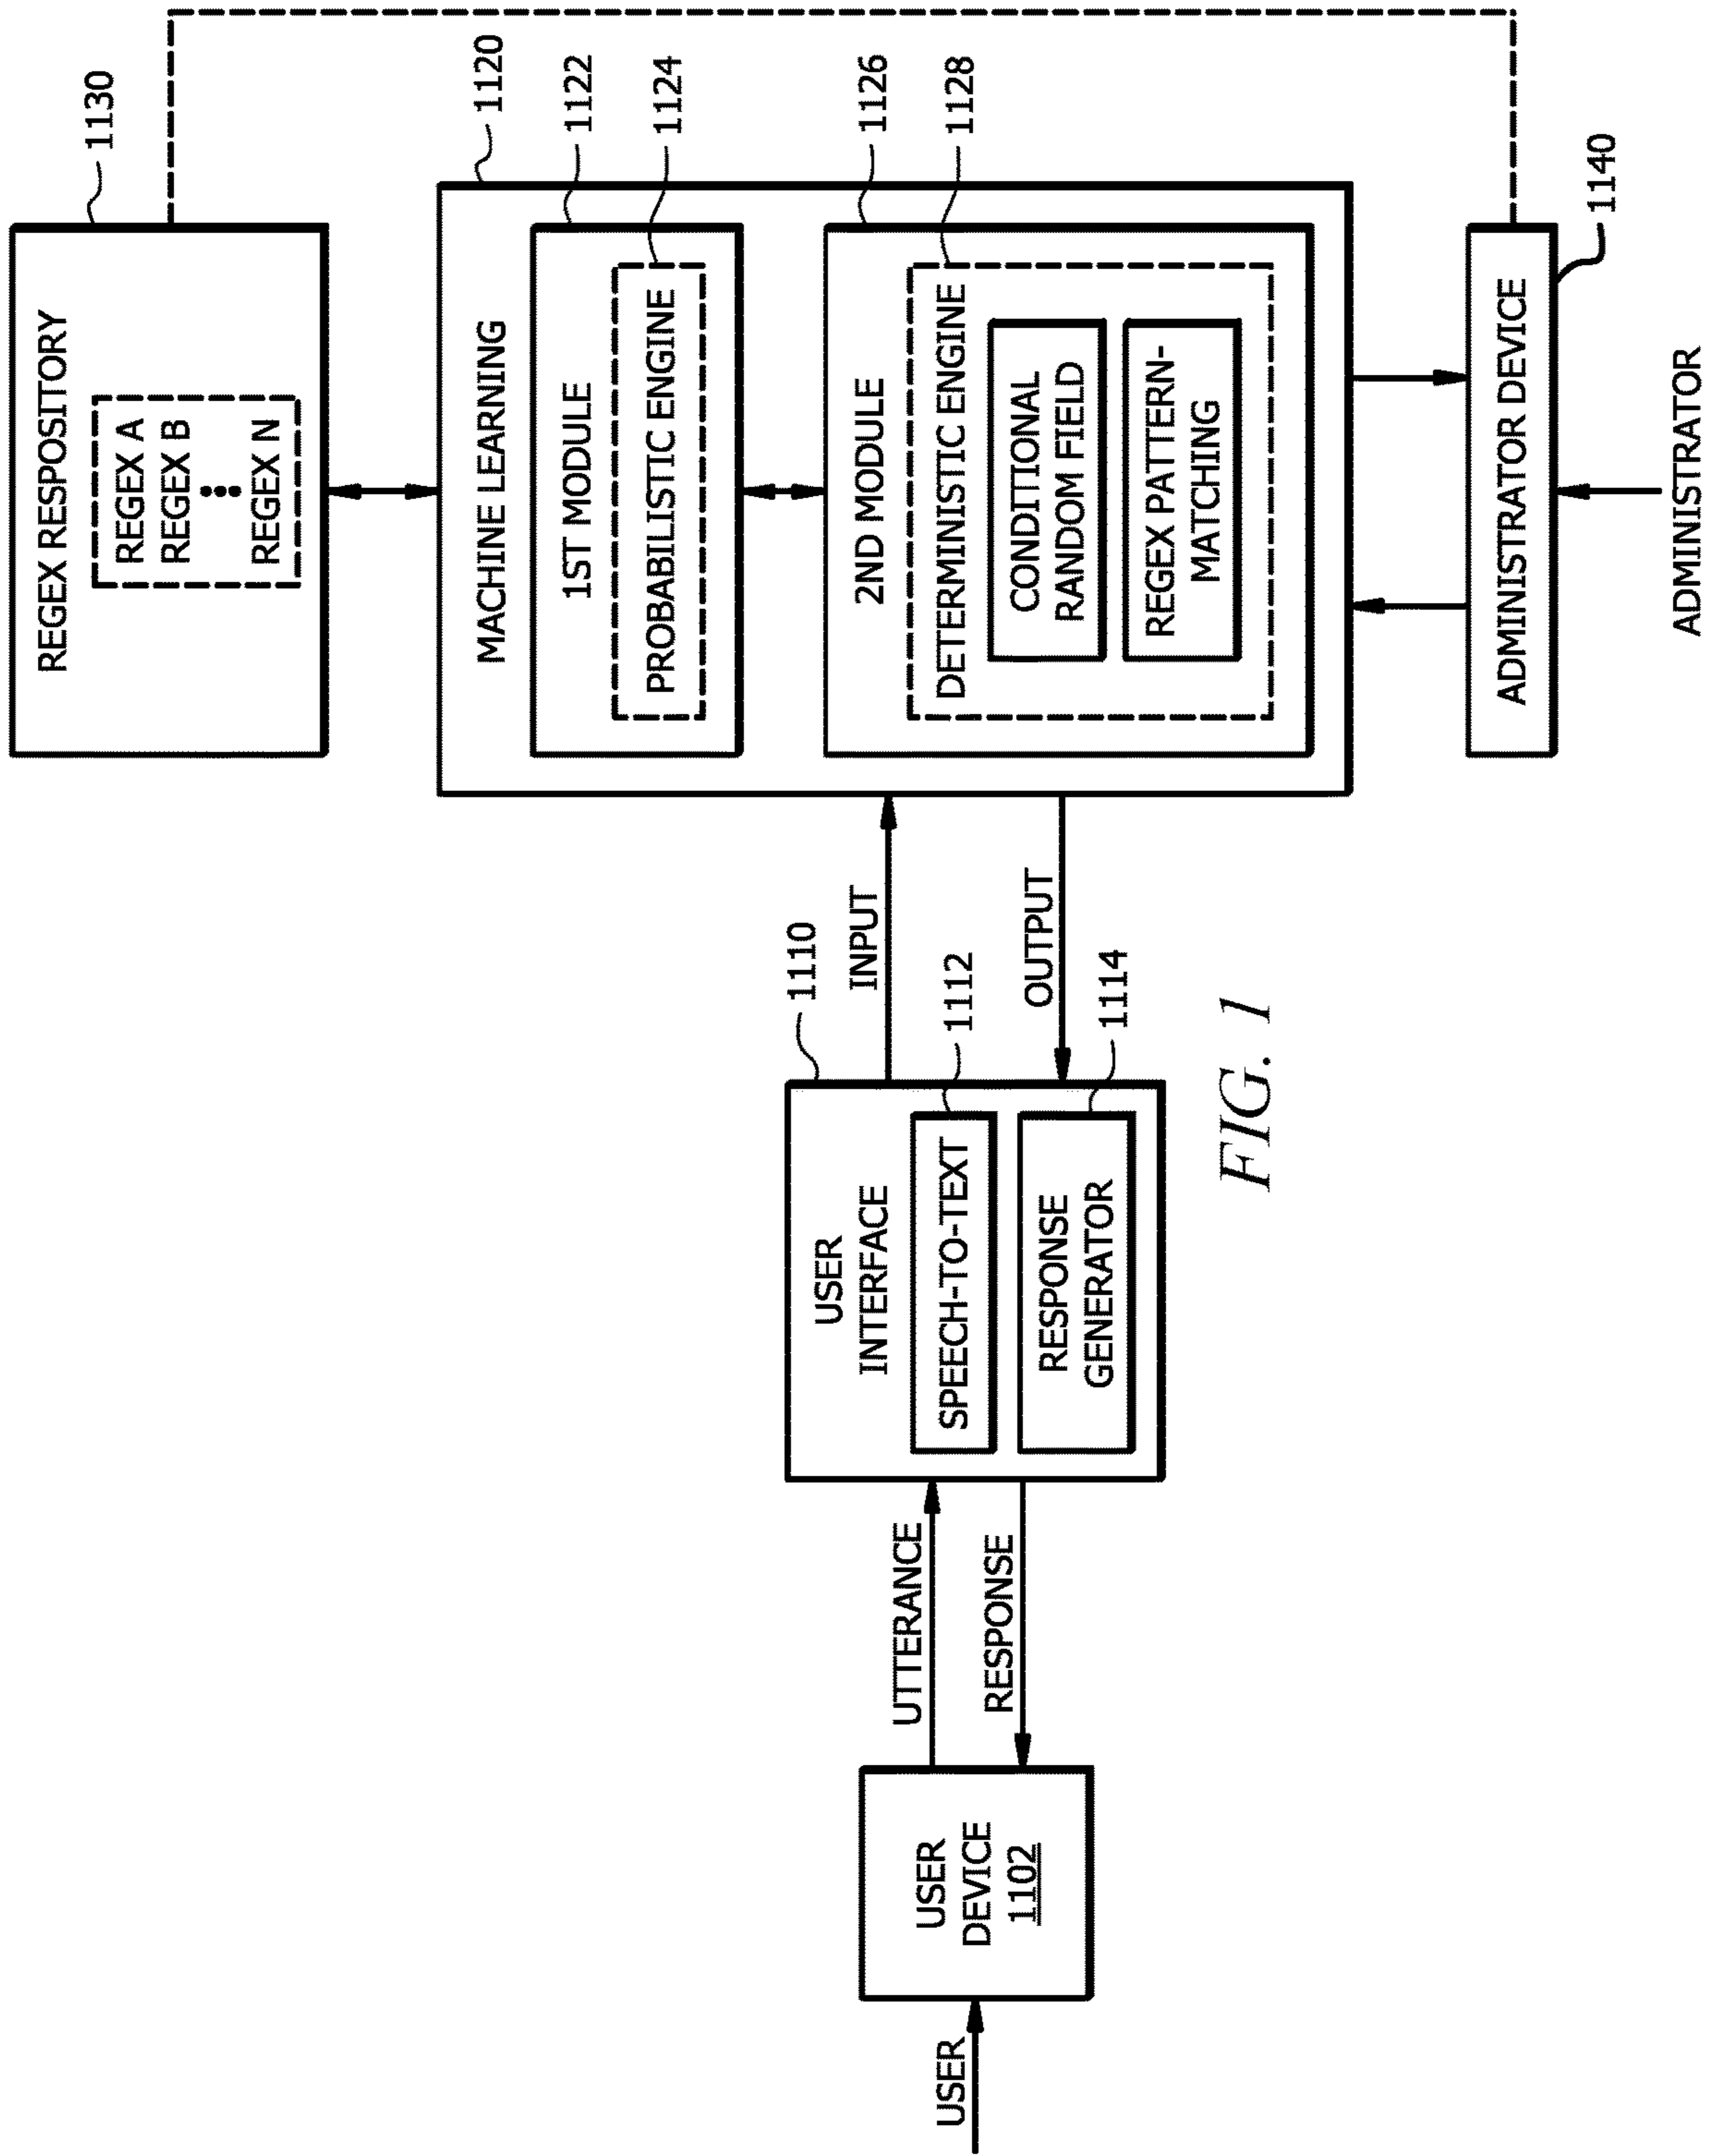 REGEX RESPOSITORY
REGEX A
REGEX B
REGEX N
1130
MACHINE LEARNING
1120
1ST MODULE
1122
PROBABILISTIC ENGINE
1124
2ND MODULE
1126
DETERMINISTIC ENGINE
1128
CONDITIONAL
RANDOM FIELD
REGEX PATTERN-
MATCHING
USER
USER
DEVICE
1102
UTTERANCE
RESPONSE
USER
INTERFACE
1110
SPEECH-TO-TEXT
1112
RESPONSE
GENERATOR
1114
INPUT
OUTPUT
ADMINISTRATOR DEVICE
1140
ADMINISTRATOR
FIG. 1